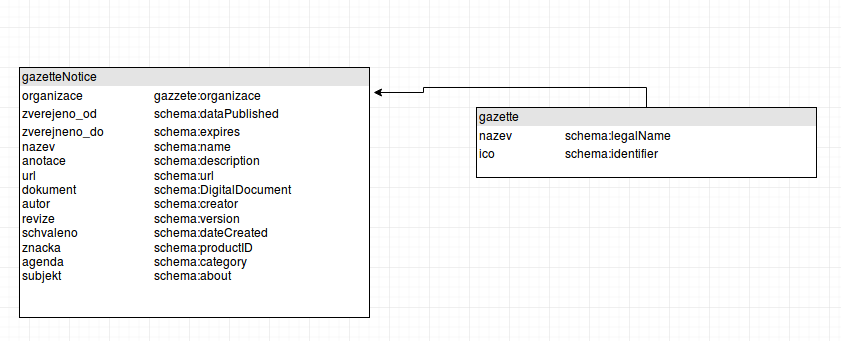 gazetteNotice
organizace gazzete:organizace
zverejeno_od schema:dataPublished
zverejneno_do schema:expires
nazev schema:name
anotace schema:description
url schema:url
dokument schema:DigitalDocument
autor schema:creator
revize schema:version
schvaleno schema:dateCreated
znacka schema:productID
agenda schema:category
subjekt schema:about
gazette
nazev schema:legalName
ico schema:identifier